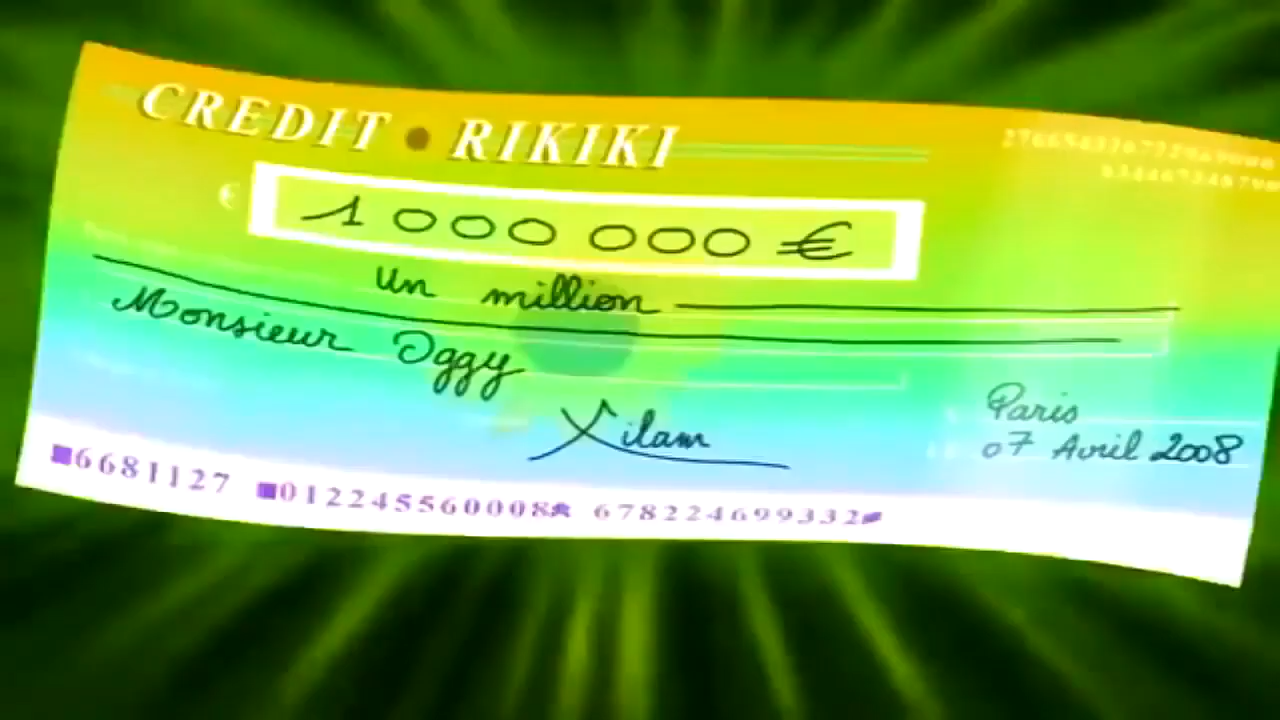 CREDIT • RIKIKI
€ 1 000 000 €
un million
Monsieur Oggy
Xilam
Paris
07 Avril 2008
6681127 012245560008 678224699332